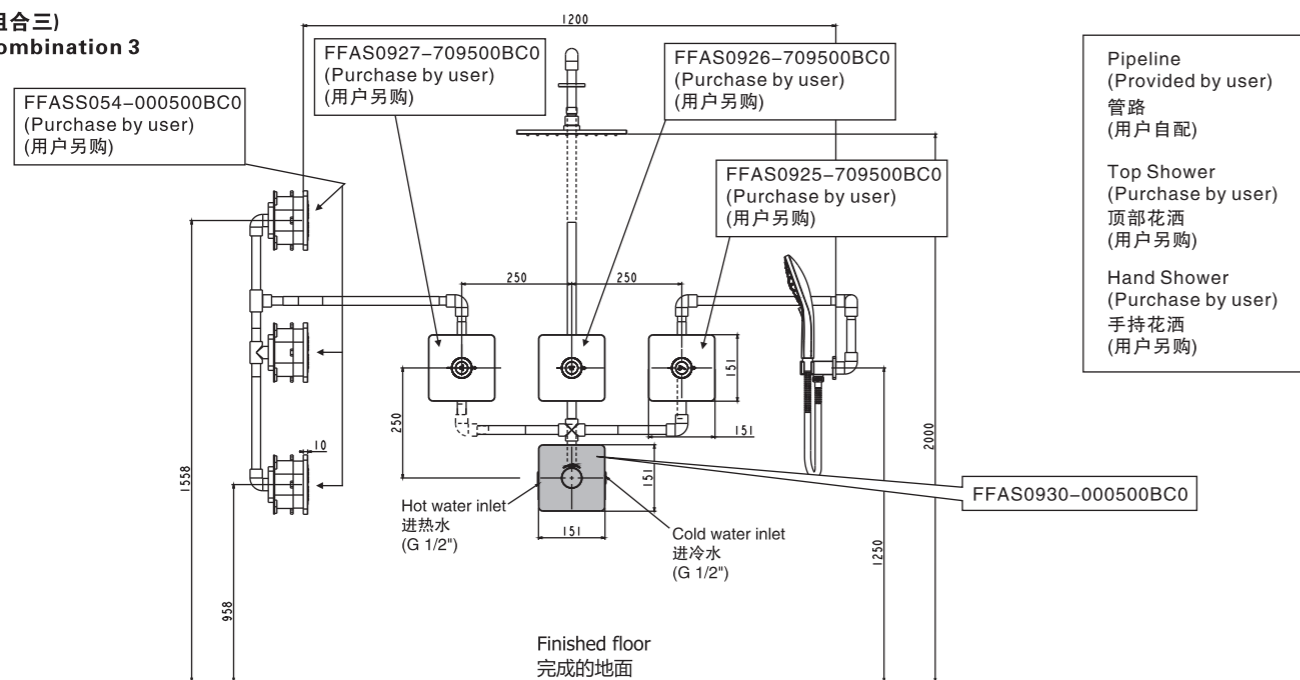 组合三)
ombination 3
FFASS054-000500BC0
(Purchase by user)
(用户另购)
FFAS0927-709500BC0
(Purchase by user)
(用户另购)
FFAS0926-709500BC0
(Purchase by user)
(用户另购)
FFAS0925-709500BC0
(Purchase by user)
(用户另购)
1200
Pipeline
(Provided by user)
管路
(用户自配)
Top Shower
(Purchase by user)
顶部花洒
(用户另购)
Hand Shower
(Purchase by user)
手持花洒
(用户另购)
250
250
151
151
250
10
1558
958
2000
1250
151
151
Hot water inlet
进热水
(G 1/2")
Cold water inlet
进冷水
(G 1/2")
FFAS0930-000500BC0
Finished floor
完成的地面